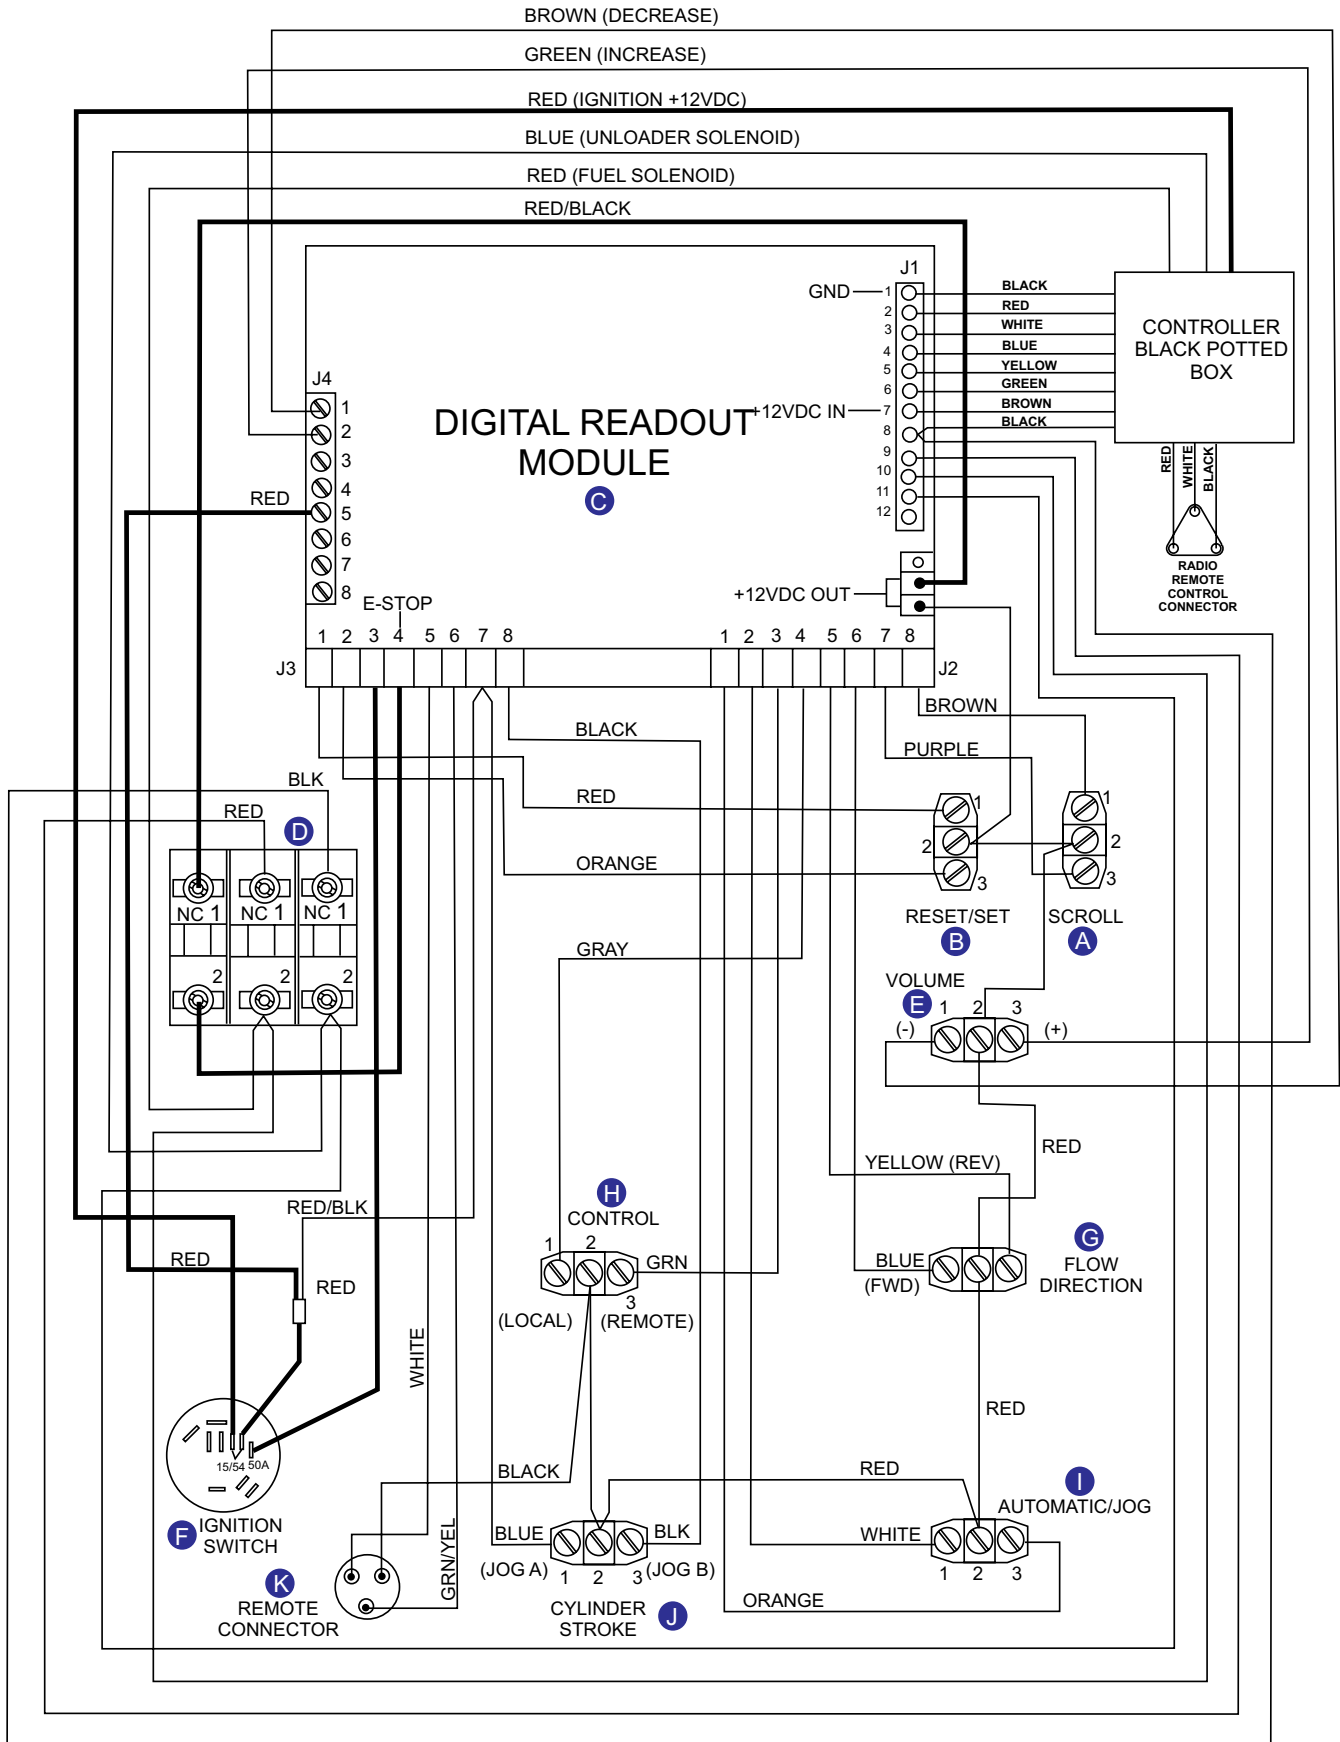 BROWN (DECREASE)
GREEN (INCREASE)
RED (IGNITION +12VDC)
BLUE (UNLOADER SOLENOID)
RED (FUEL SOLENOID)
RED/BLACK
J1
GND
1
2
3
4
5
6
+12VDC IN
7
8
9
10
11
12
BLACK
RED
WHITE
BLUE
YELLOW
GREEN
BROWN
BLACK
CONTROLLER
BLACK POTTED
BOX
RED
WHITE
BLACK
RADIO
REMOTE
CONTROL
CONNECTOR
J4
1
2
3
4
5
6
7
8
RED
DIGITAL READOUT
MODULE
C
E-STOP
+12VDC OUT
J3
1 2 3 4 5 6 7 8
1 2 3 4 5 6 7 8
J2
BROWN
BLACK
PURPLE
BLK
RED
RED
D
1
2
3
1
2
3
ORANGE
NC 1
NC 1
NC 1
2
2
2
RESET/SET
B
SCROLL
A
GRAY
VOLUME
E
1 2 3
(-)
(+)
RED
YELLOW (REV)
H
CONTROL
1 2
3
GRN
(LOCAL)
(REMOTE)
RED/BLK
RED
RED
G
FLOW
DIRECTION
BLUE
(FWD)
WHITE
RED
15/54 50A
F
IGNITION
SWITCH
BLACK
RED
I
AUTOMATIC/JOG
WHITE
1 2 3
BLUE
(JOG A)
1 2 3
BLK
(JOG B)
GRN/YEL
K
REMOTE
CONNECTOR
CYLINDER
STROKE
J
ORANGE